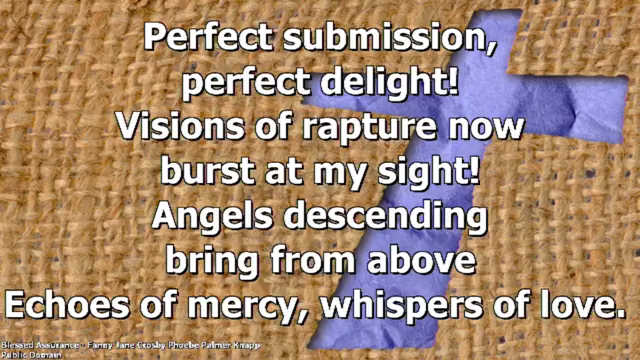 Perfect submission,
perfect delight!
Visions of rapture now
burst at my sight!
Angels descending
bring from above
Echoes of mercy, whispers of love.
Blessed Assurance - Fanny Jane Crosby Phoebe Palmer Knapp
Public Domain